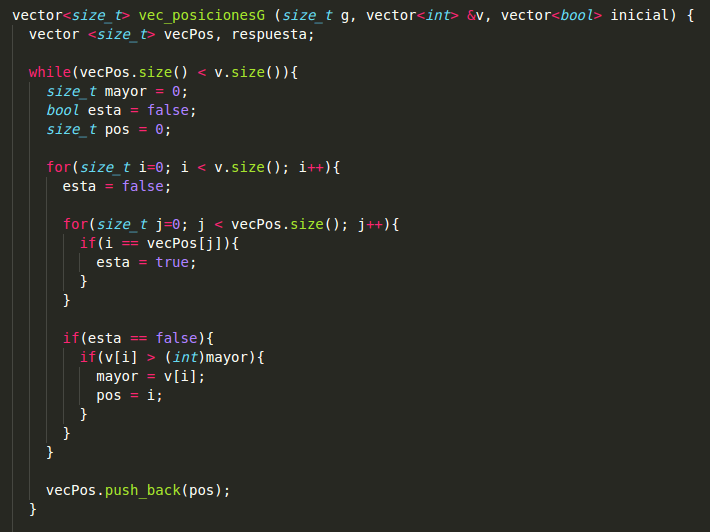 vector<size_t> vec_posicionesG (size_t g, vector<int> &v, vector<bool> inicial) {
vector <size_t> vecPos, respuesta;
while(vecPos.size() < v.size()){
size_t mayor = 0;
bool esta = false;
size_t pos = 0;
for(size_t i=0; i < v.size(); i++){
esta = false;
for(size_t j=0; j < vecPos.size(); j++){
if(i == vecPos[j]){
esta = true;
}
}
if(esta == false){
if(v[i] > (int)mayor){
mayor = v[i];
pos = i;
}
}
}
vecPos.push_back(pos);
}